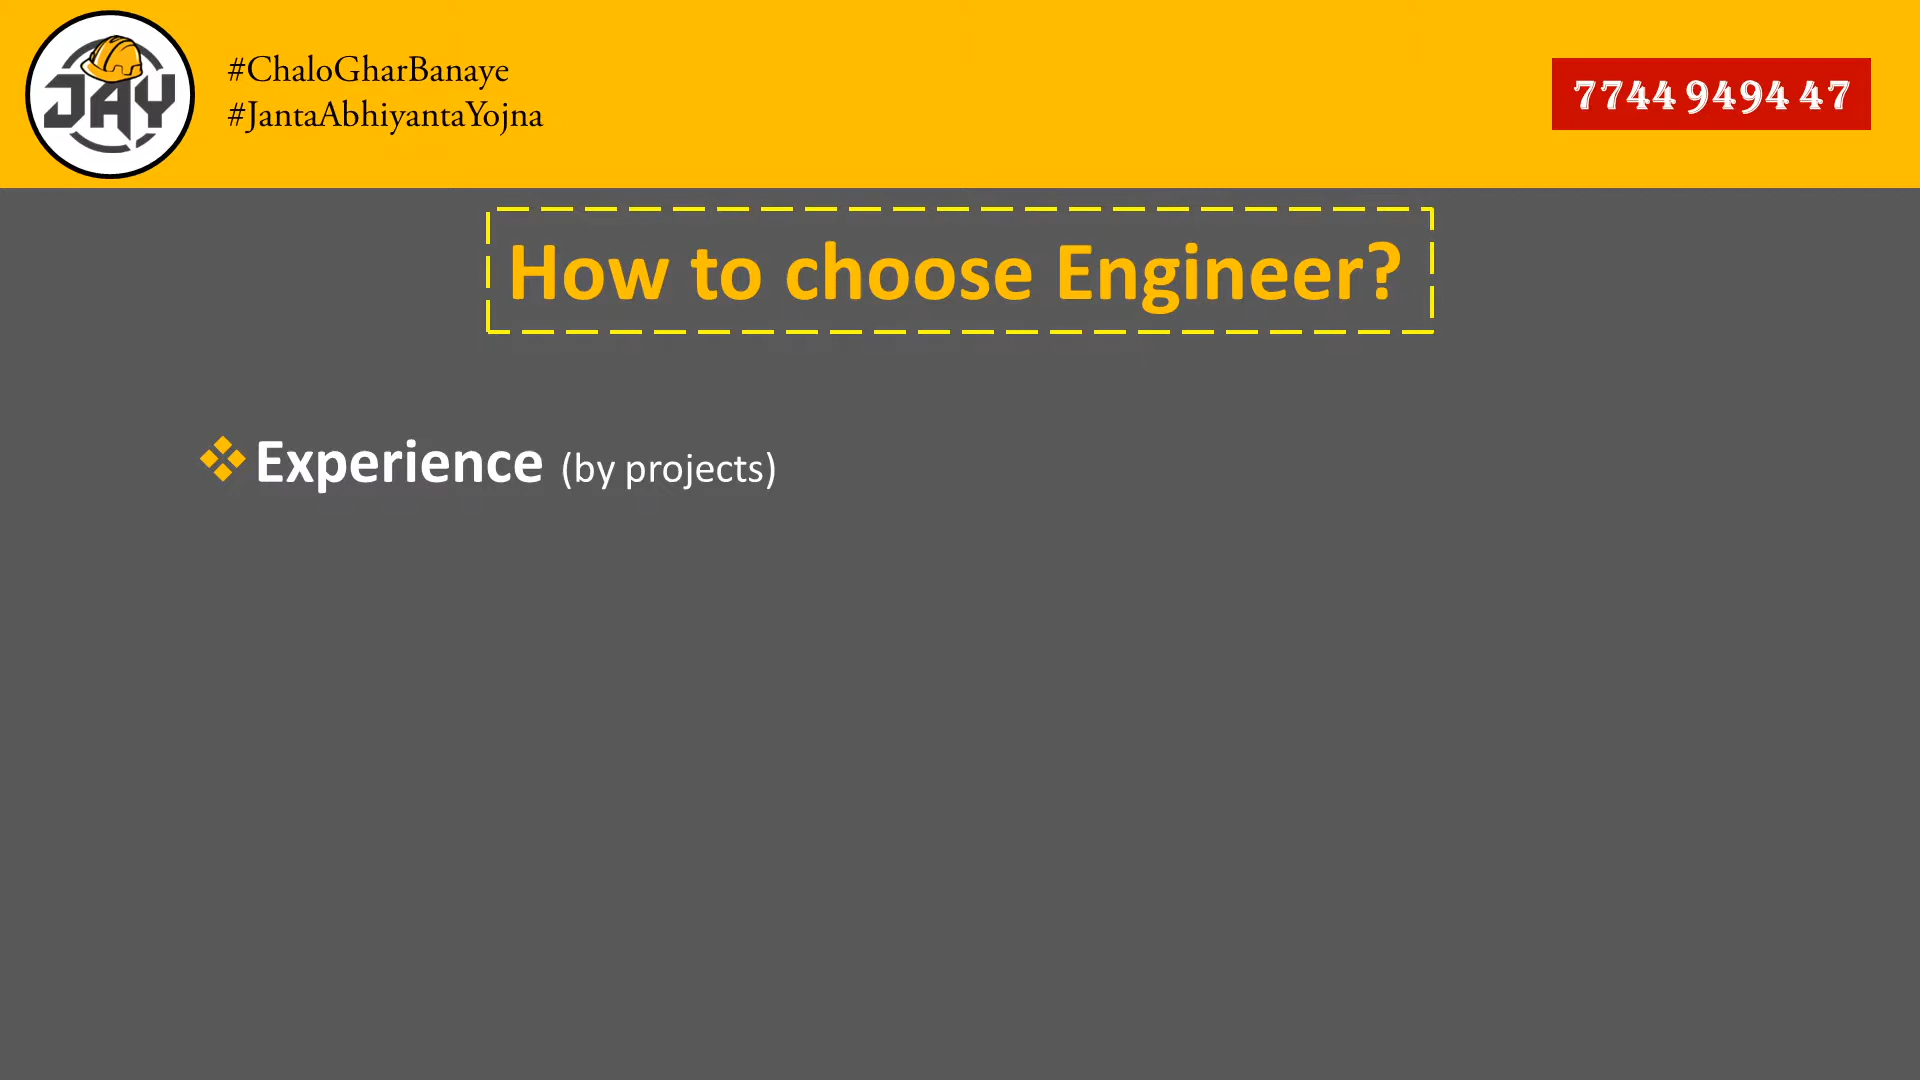 JAY
#ChaloGharBanaye
#JantaAbhiyantaYojna
7744 9494 47
How to choose Engineer?
Experience (by projects)